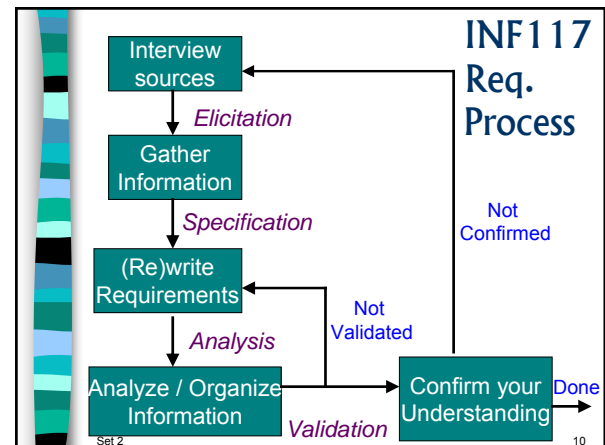 INF117
Req.
Process
Interview
sources
Elicitation
Gather
Information
Specification
Not
Confirmed
(Re)write
Requirements
Not
Validated
Analysis
Analyze / Organize
Information
Confirm your
Understanding
Done
Validation
Set 2
10